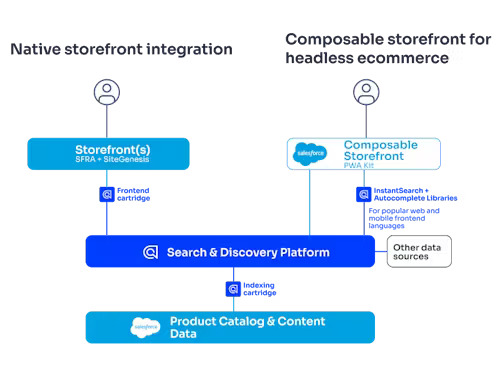 Native storefront integration
Composable storefront for
headless ecommerce
Storefront(s)
SFRA + SiteGenesis
salesforce
Composable
Storefront
PWA Kit
Frontend
cartridge
InstantSearch +
Autocomplete Libraries
For popular web and
mobile frontend
languages
Search & Discovery Platform
Other data
sources
Indexing
cartridge
salesforce
Product Catalog & Content
Data